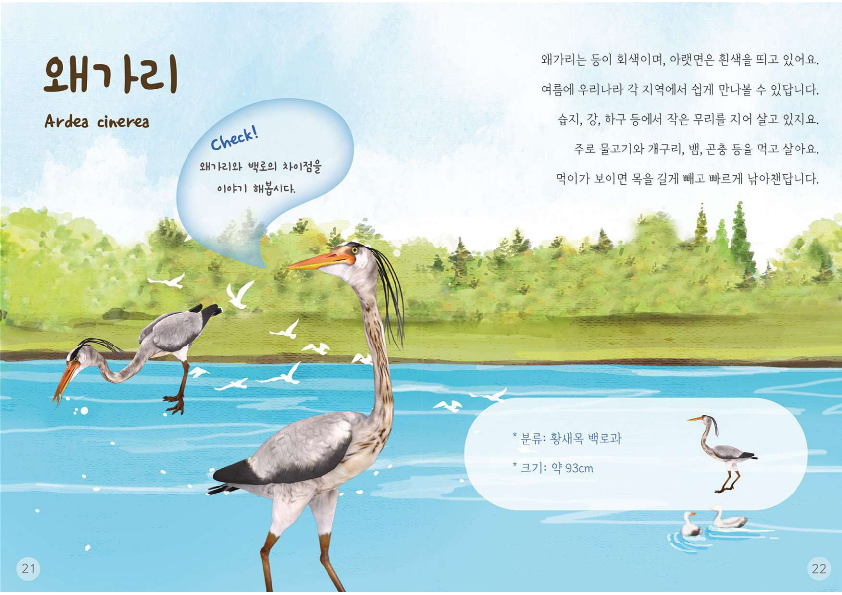 왜가리
Ardea cinerea
Check!
왜가리와 백로의 차이점을
이야기 해봅시다.
왜가리는 등이 회색이며, 아랫면은 흰색을 띄고 있어요.
여름에 우리나라 각 지역에서 쉽게 만나볼 수 있답니다.
습지, 강, 하구 등에서 작은 무리를 지어 살고 있지요.
주로 물고기와 개구리, 뱀, 곤충 등을 먹고 살아요.
먹이가 보이면 목을 길게 빼고 빠르게 낚아챈답니다.
* 분류: 황새목 백로과
* 크기: 약 93cm
21
22